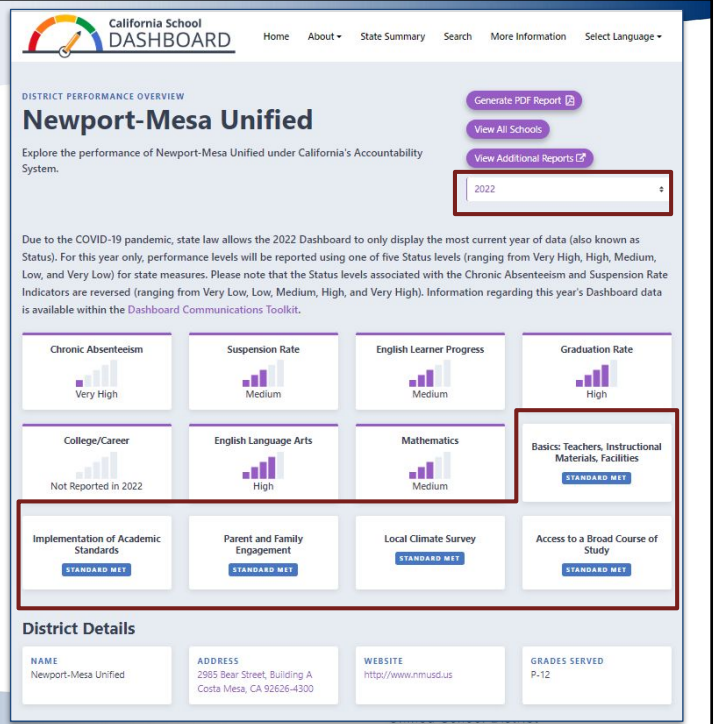 California School
DASHBOARD
Home About State Summary Search More Information Select Language
DISTRICT PERFORMANCE OVERVIEW
Newport-Mesa Unified
Explore the performance of Newport-Mesa Unified under California's Accountability
System.
Generate PDF Report
View All Schools
View Additional Reports
2022
Due to the COVID-19 pandemic, state law allows the 2022 Dashboard to only display the most current year of data (also known as
Status). For this year only, performance levels will be reported using one of five Status levels (ranging from Very High, High, Medium,
Low, and Very Low) for state measures. Please note that the Status levels associated with the Chronic Absenteeism and Suspension Rate
Indicators are reversed (ranging from Very Low, Low, Medium, High, and Very High). Information regarding this year's Dashboard data
is available within the Dashboard Communications Toolkit.
Chronic Absenteeism
Very High
Suspension Rate
Medium
English Learner Progress
Medium
Graduation Rate
High
College/Career
Not Reported in 2022
English Language Arts
High
Mathematics
Medium
Basics: Teachers, Instructional
Materials, Facilities
STANDARD MET
Implementation of Academic
Standards
STANDARD MET
Parent and Family
Engagement
STANDARD MET
Local Climate Survey
STANDARD MET
Access to a Broad Course of
Study
STANDARD MET
District Details
NAME
Newport-Mesa Unified
ADDRESS
2985 Bear Street, Building A
Costa Mesa, CA 92626-4300
WEBSITE
http://www.nmusd.us
GRADES SERVED
P-12